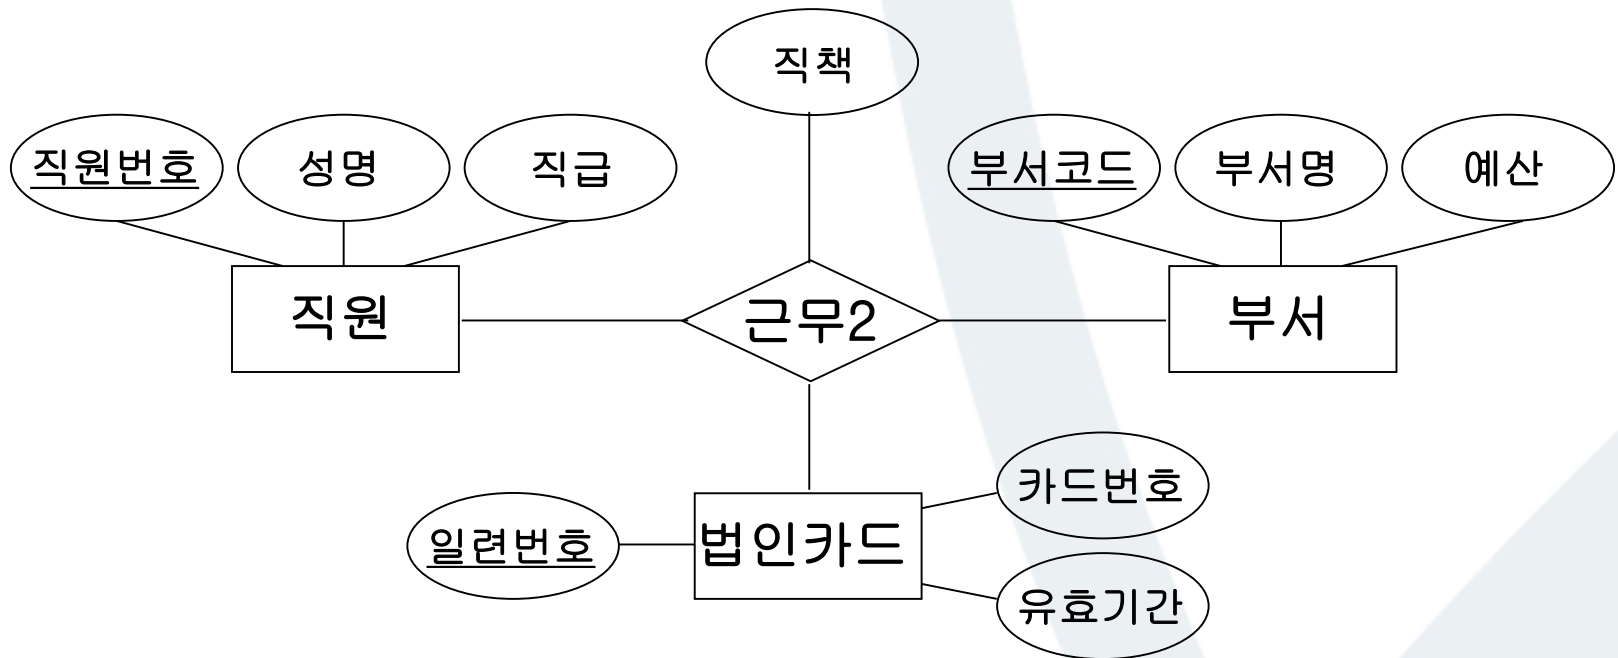 직책
직원번호
성명
직급
부서코드
부서명
예산
직원
근무2
부서
카드번호
일련번호
법인카드
유효기간